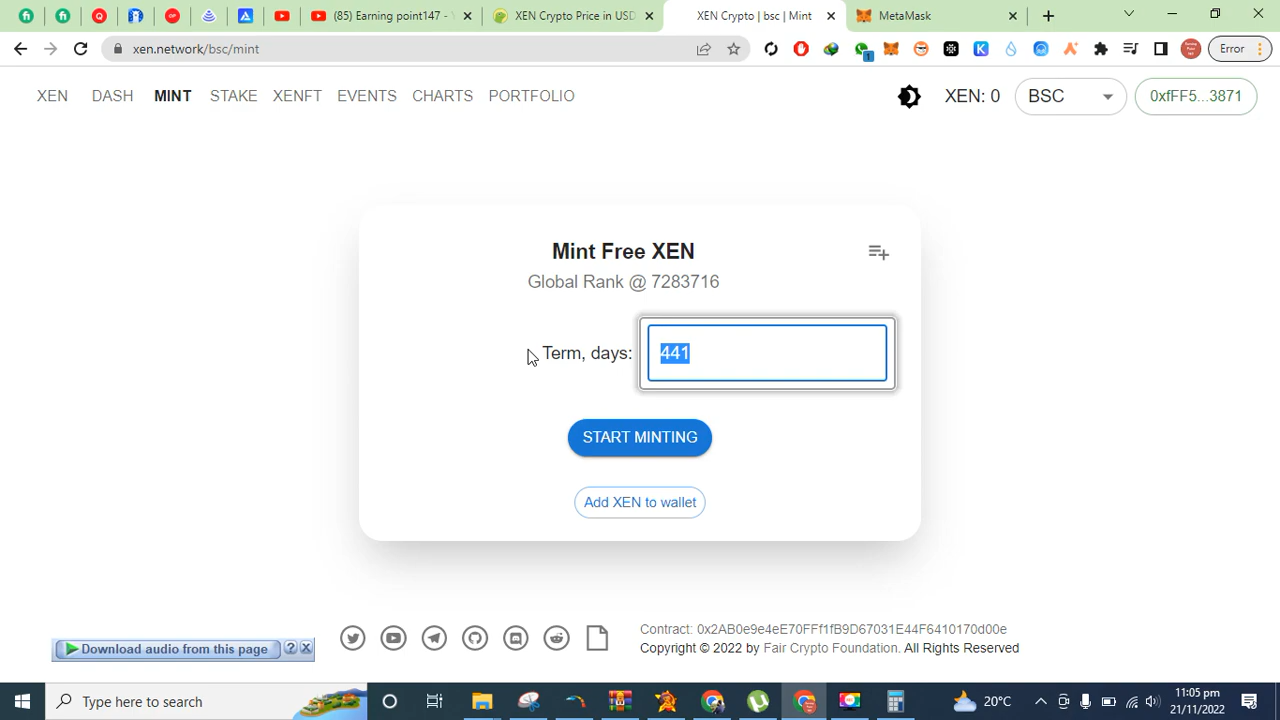 (85) Earning point147 - Y
XEN Crypto Price in USD
XEN Crypto | bsc | Mint
MetaMask
xen.network/bsc/mint
1
Error
XEN DASH MINT STAKE XENFT EVENTS CHARTS PORTFOLIO
XEN: 0
BSC
0xfFF5...3871
Mint Free XEN
Global Rank @ 7283716
Term, days: 441
START MINTING
Add XEN to wallet
Download audio from this page
Contract: 0x2AB0e9e4eE70FFf1fB9D67031E44F6410170d00e
Copyright © 2022 by Fair Crypto Foundation. All Rights Reserved
Type here to search
20°C
11:05 pm
21/11/2022